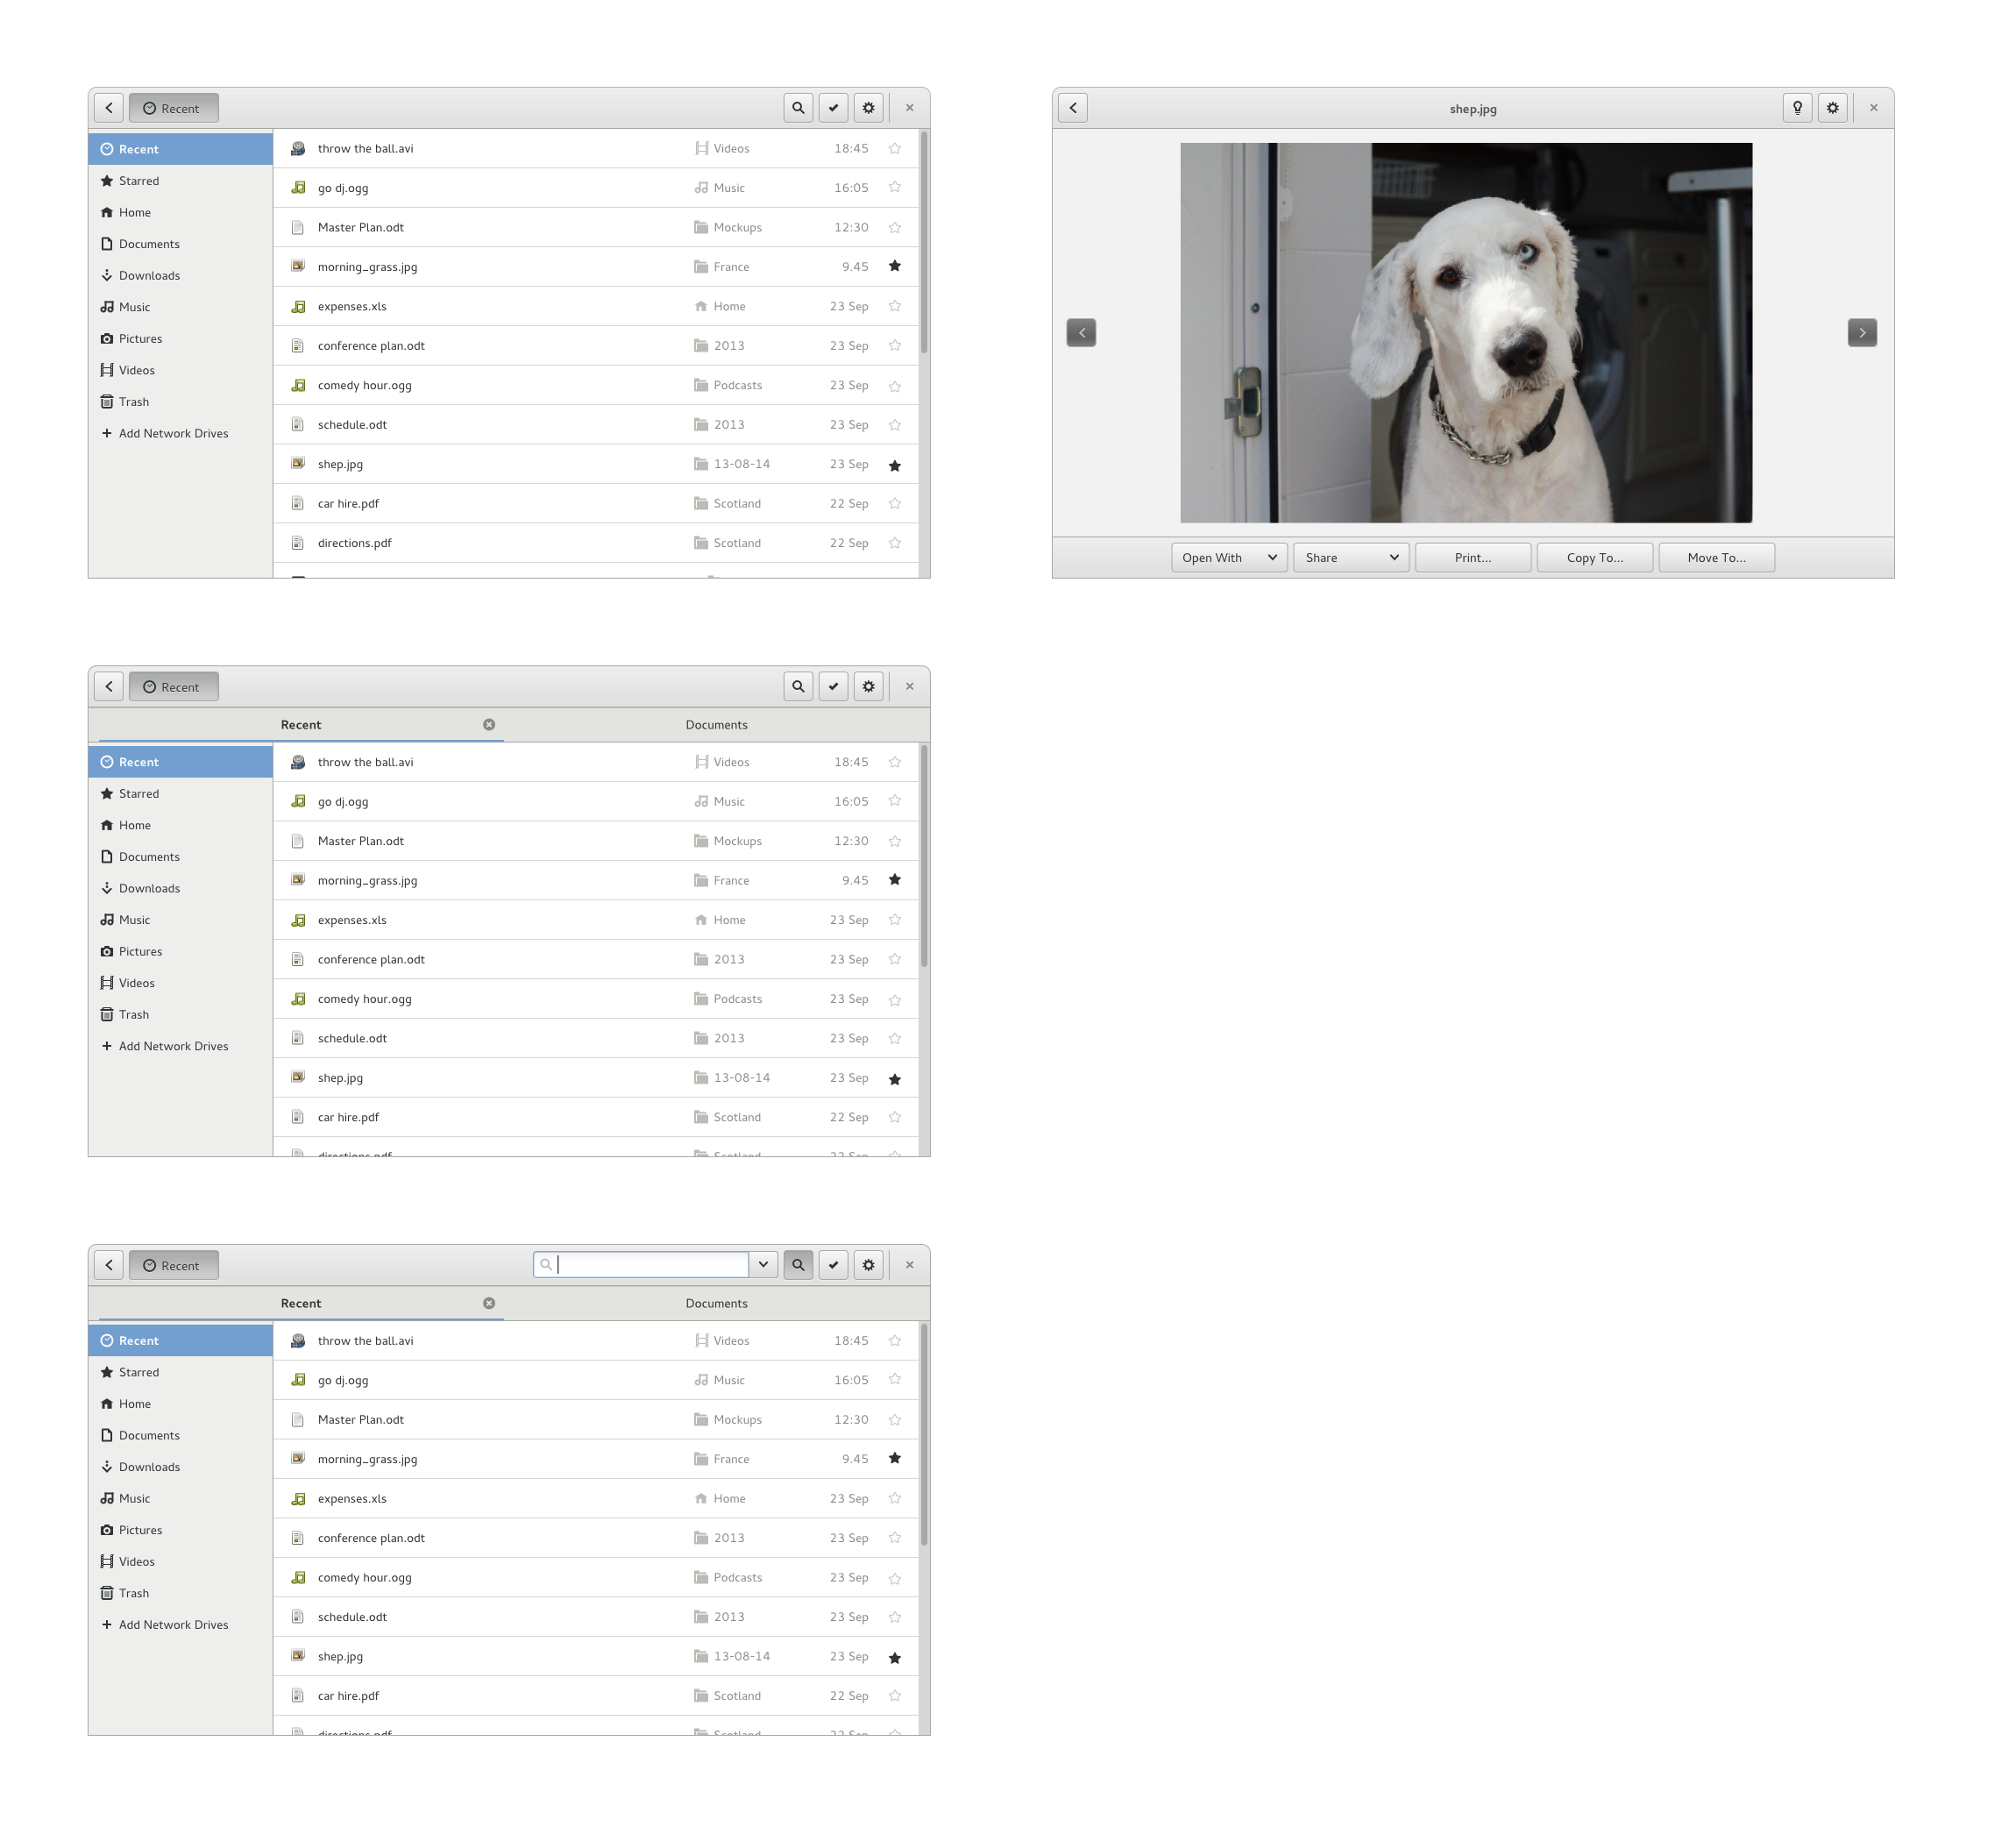 Recent
Recent
Starred
Home
Documents
Downloads
Music
Pictures
Videos
Trash
Add Network Drives
throw the ball.avi Videos 18:45
go dj.ogg Music 16:05
Master Plan.odt Mockups 12:30
morning_grass.jpg France 9.45
expenses.xls Home 23 Sep
conference plan.odt 2013 23 Sep
comedy hour.ogg Podcasts 23 Sep
schedule.odt 2013 23 Sep
shep.jpg 13-08-14 23 Sep
car hire.pdf Scotland 22 Sep
directions.pdf Scotland 22 Sep
shep.jpg
Open With Share Print... Copy To... Move To...
Recent
Recent Documents
Recent
Starred
Home
Documents
Downloads
Music
Pictures
Videos
Trash
Add Network Drives
throw the ball.avi Videos 18:45
go dj.ogg Music 16:05
Master Plan.odt Mockups 12:30
morning_grass.jpg France 9.45
expenses.xls Home 23 Sep
conference plan.odt 2013 23 Sep
comedy hour.ogg Podcasts 23 Sep
schedule.odt 2013 23 Sep
shep.jpg 13-08-14 23 Sep
car hire.pdf Scotland 22 Sep
directions.pdf Scotland 22 Sep
Recent
Recent Documents
Recent
Starred
Home
Documents
Downloads
Music
Pictures
Videos
Trash
Add Network Drives
throw the ball.avi Videos 18:45
go dj.ogg Music 16:05
Master Plan.odt Mockups 12:30
morning_grass.jpg France 9.45
expenses.xls Home 23 Sep
conference plan.odt 2013 23 Sep
comedy hour.ogg Podcasts 23 Sep
schedule.odt 2013 23 Sep
shep.jpg 13-08-14 23 Sep
car hire.pdf Scotland 22 Sep
directions.pdf Scotland 22 Sep